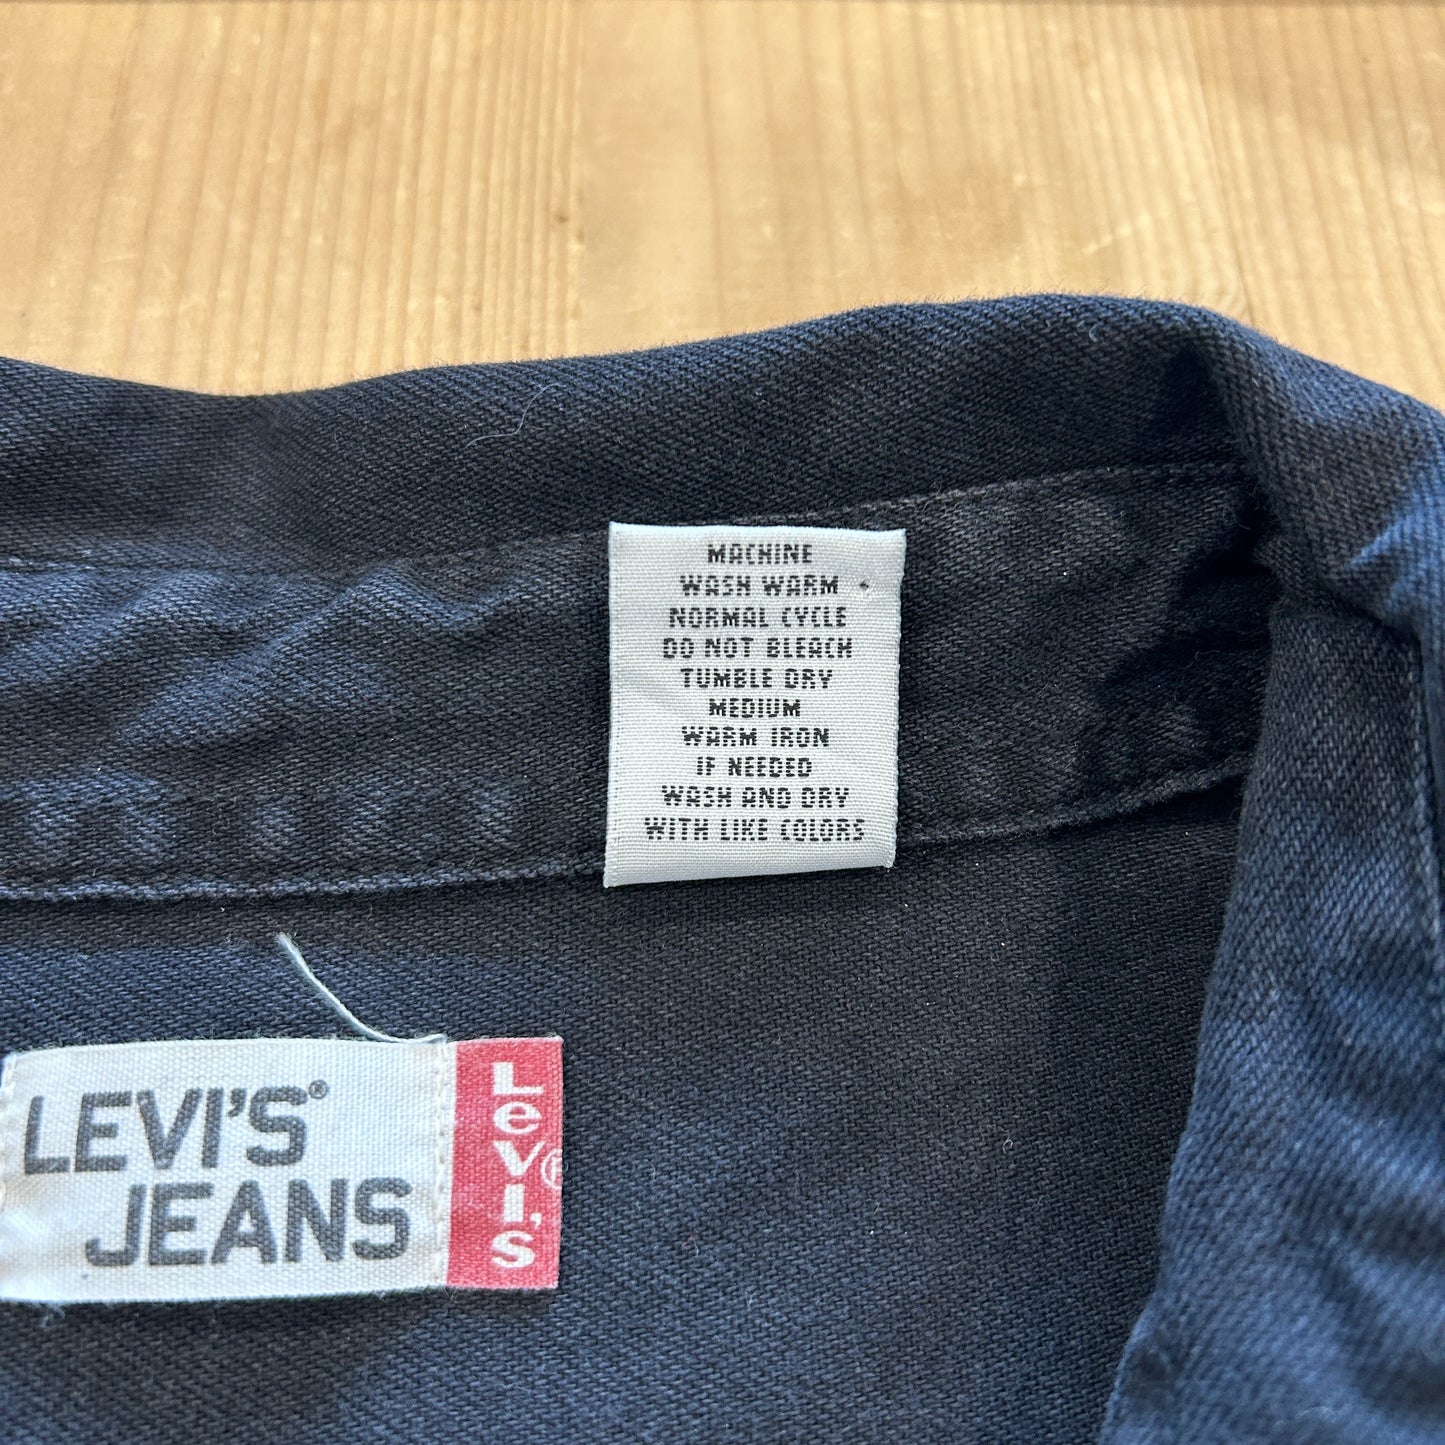 MACHINE
WASH WARM
NORMAL CYCLE
DO NOT BLEACH
TUMBLE DRY
MEDIUM
WARM IRON
IF NEEDED
WASH AND DRY
WITH LIKE COLORS
LEVI'S®
JEANS
LeVI'S®